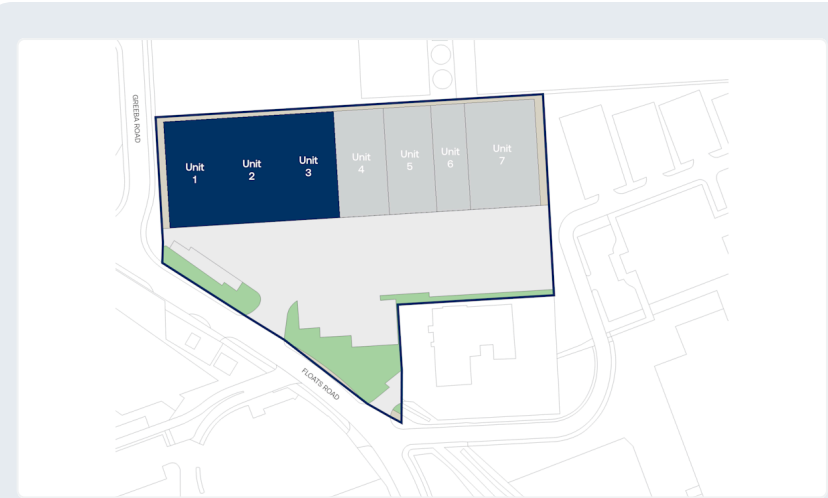 GREEBA ROAD
Unit
1
Unit
2
Unit
3
Unit
4
Unit
5
Unit
6
Unit
7
FLOATS ROAD